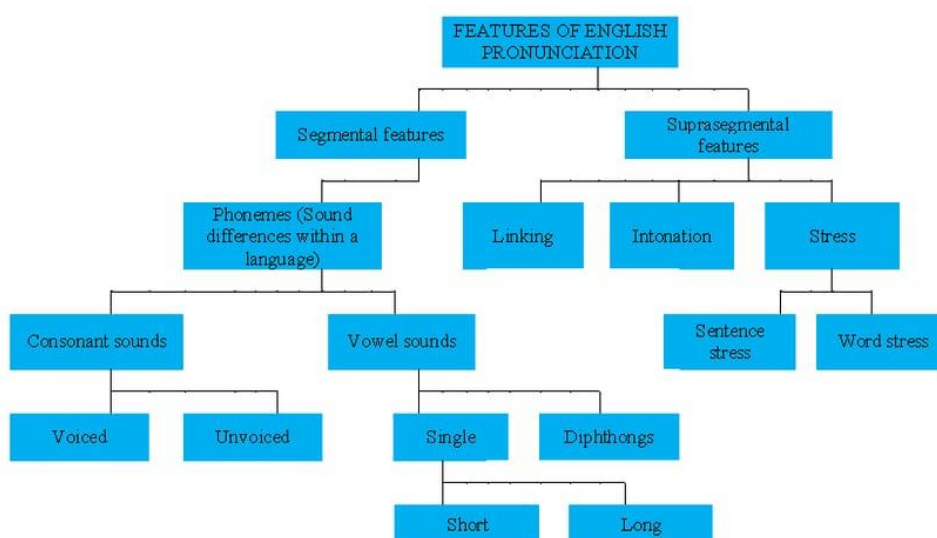 FEATURES OF ENGLISH
PRONUNCIATION
Segmental features
Suprasegmental
features
Phonemes (Sound
differences within a
language)
Linking
Intonation
Stress
Consonant sounds
Vowel sounds
Sentence
stress
Word stress
Voiced
Unvoiced
Single
Diphthongs
Short
Long